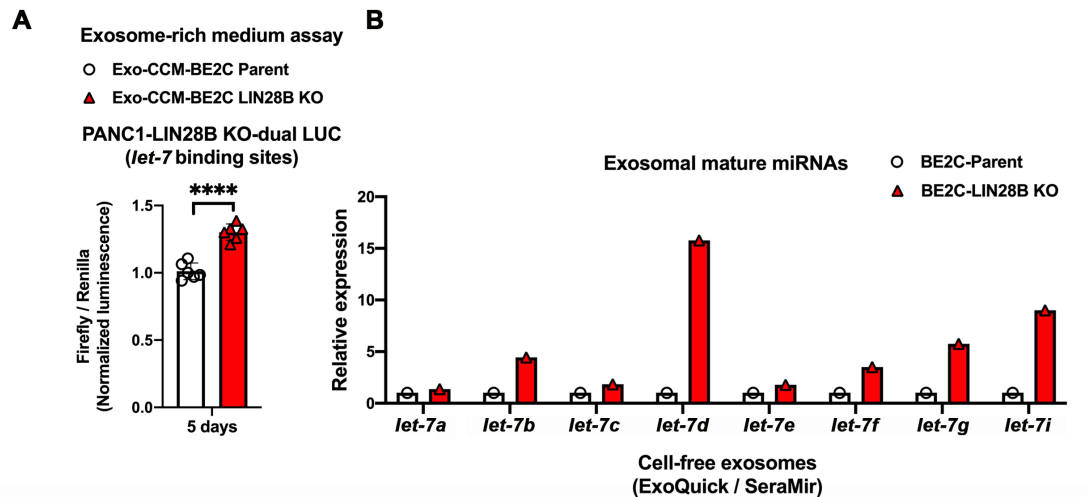 A
Exosome-rich medium assay
Exo-CCM-BE2C Parent
Exo-CCM-BE2C LIN28B KO
PANC1-LIN28B KO-dual LUC
(let-7 binding sites)
****
1.5
1.0
0.5
0.0
Firefly / Renilla
(Normalized luminescence)
5 days
B
Exosomal mature miRNAs
BE2C-Parent
BE2C-LIN28B KO
20
15
10
5
0
Relative expression
let-7a let-7b let-7c let-7d let-7e let-7f let-7g let-7i
Cell-free exosomes
(ExoQuick / SeraMir)